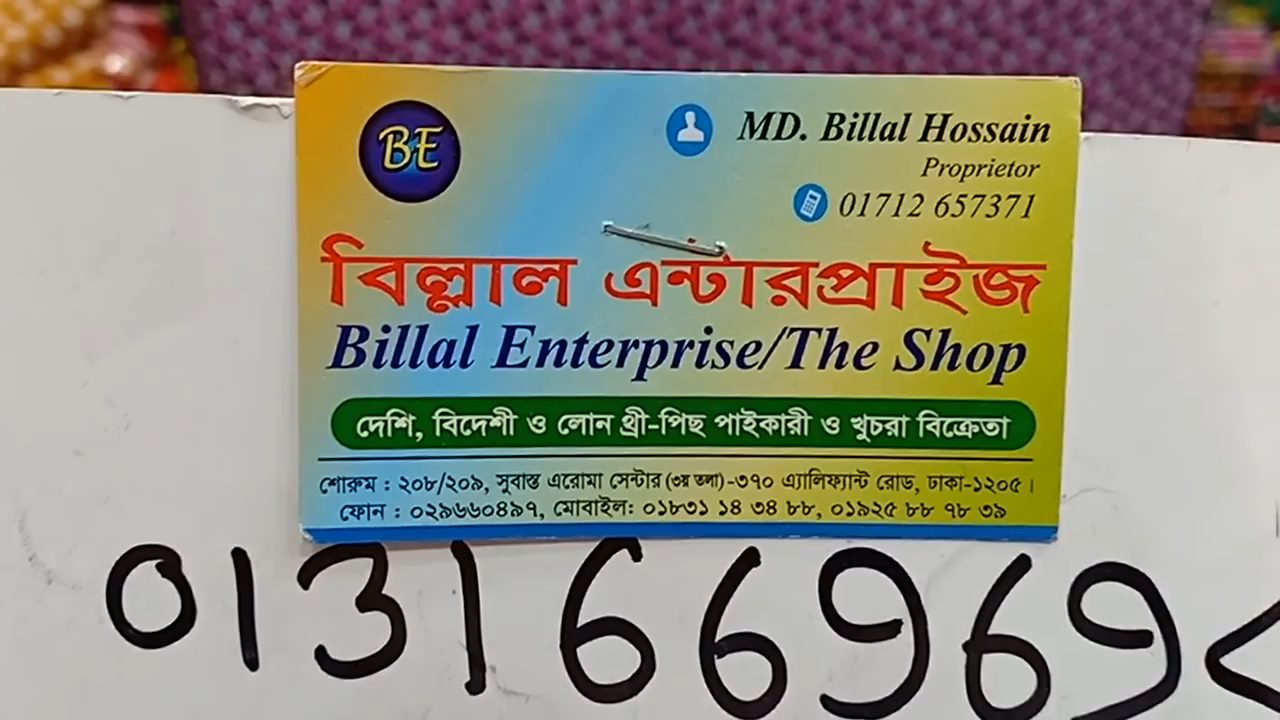 BE
MD. Billal Hossain
Proprietor
01712 657371
বিল্লাল এন্টারপ্রাইজ
Billal Enterprise/The Shop
দেশি, বিদেশী ও লোন থ্রী-পিছ পাইকারী ও খুচরা বিক্রেতা
শোরুম : ২০৮/২০৯, সুবাস্ত এরোমা সেন্টার (৩য় তলা)-৩৭০ এ্যালিফ্যান্ট রোড, ঢাকা-১২০৫।
ফোন : ০২৯৬৬০৪৯৭, মোবাইল: ০১৮৩১ ১৪ ৩৪ ৮৮, ০১৯২৫ ৮৮ ৭৮ ৩৯
013166969